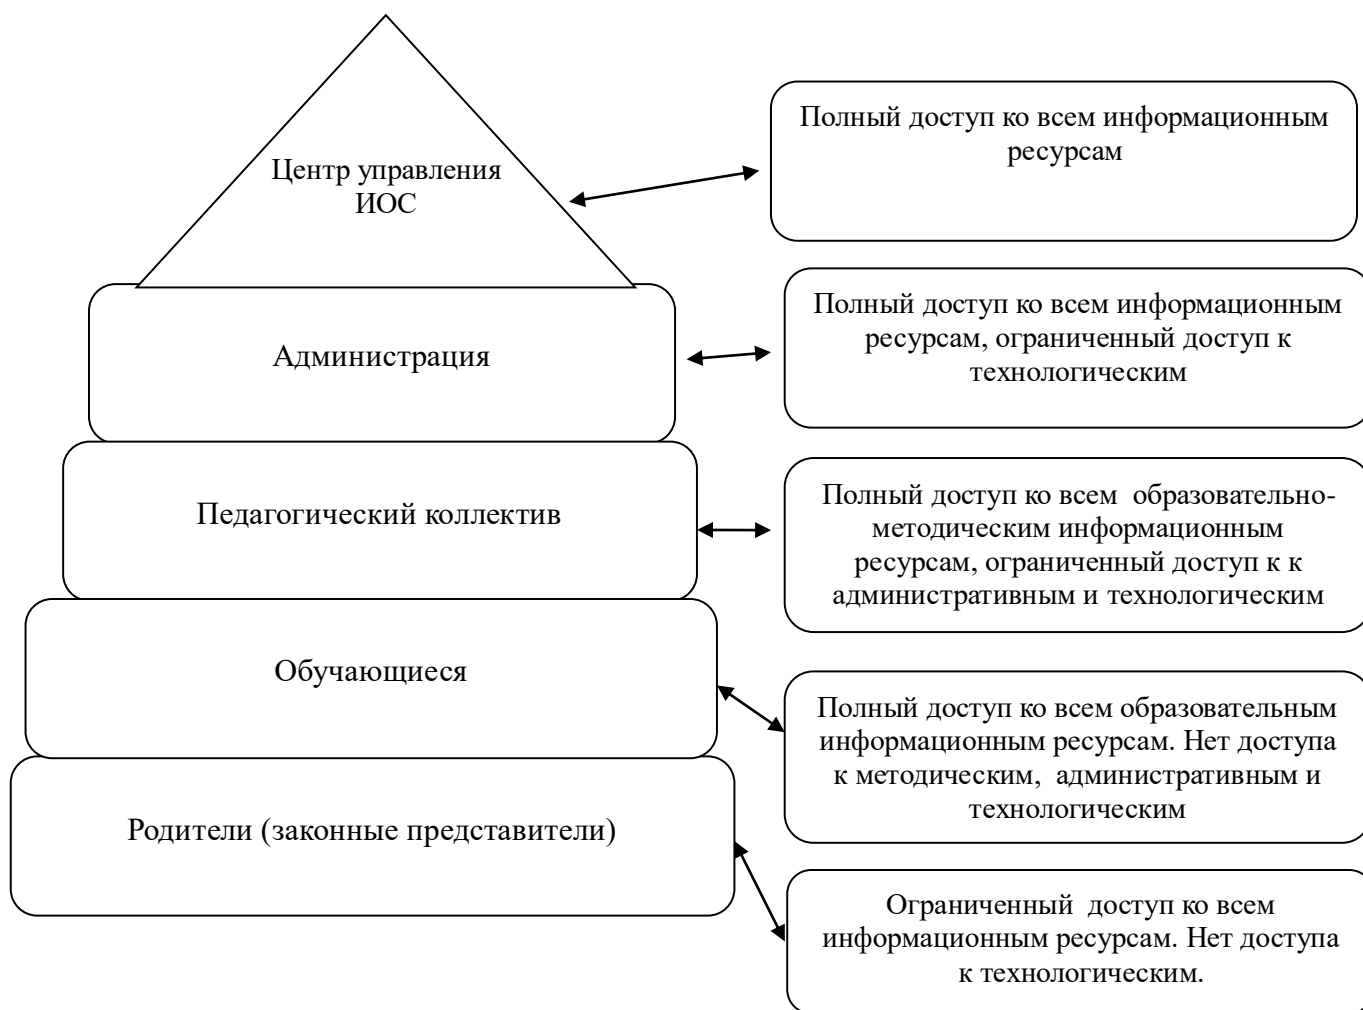 Центр управления
ИОС
Полный доступ ко всем информационным
ресурсам
Администрация
Полный доступ ко всем информационным
ресурсам, ограниченный доступ к
технологическим
Педагогический коллектив
Полный доступ ко всем  образовательно-
методическим информационным
ресурсам, ограниченный доступ к к
административным и технологическим
Обучающиеся
Полный доступ ко всем образовательным
информационным ресурсам. Нет доступа
к методическим,  административным и
технологическим
Родители (законные представители)
Ограниченный  доступ ко всем
информационным ресурсам. Нет доступа
к технологическим.